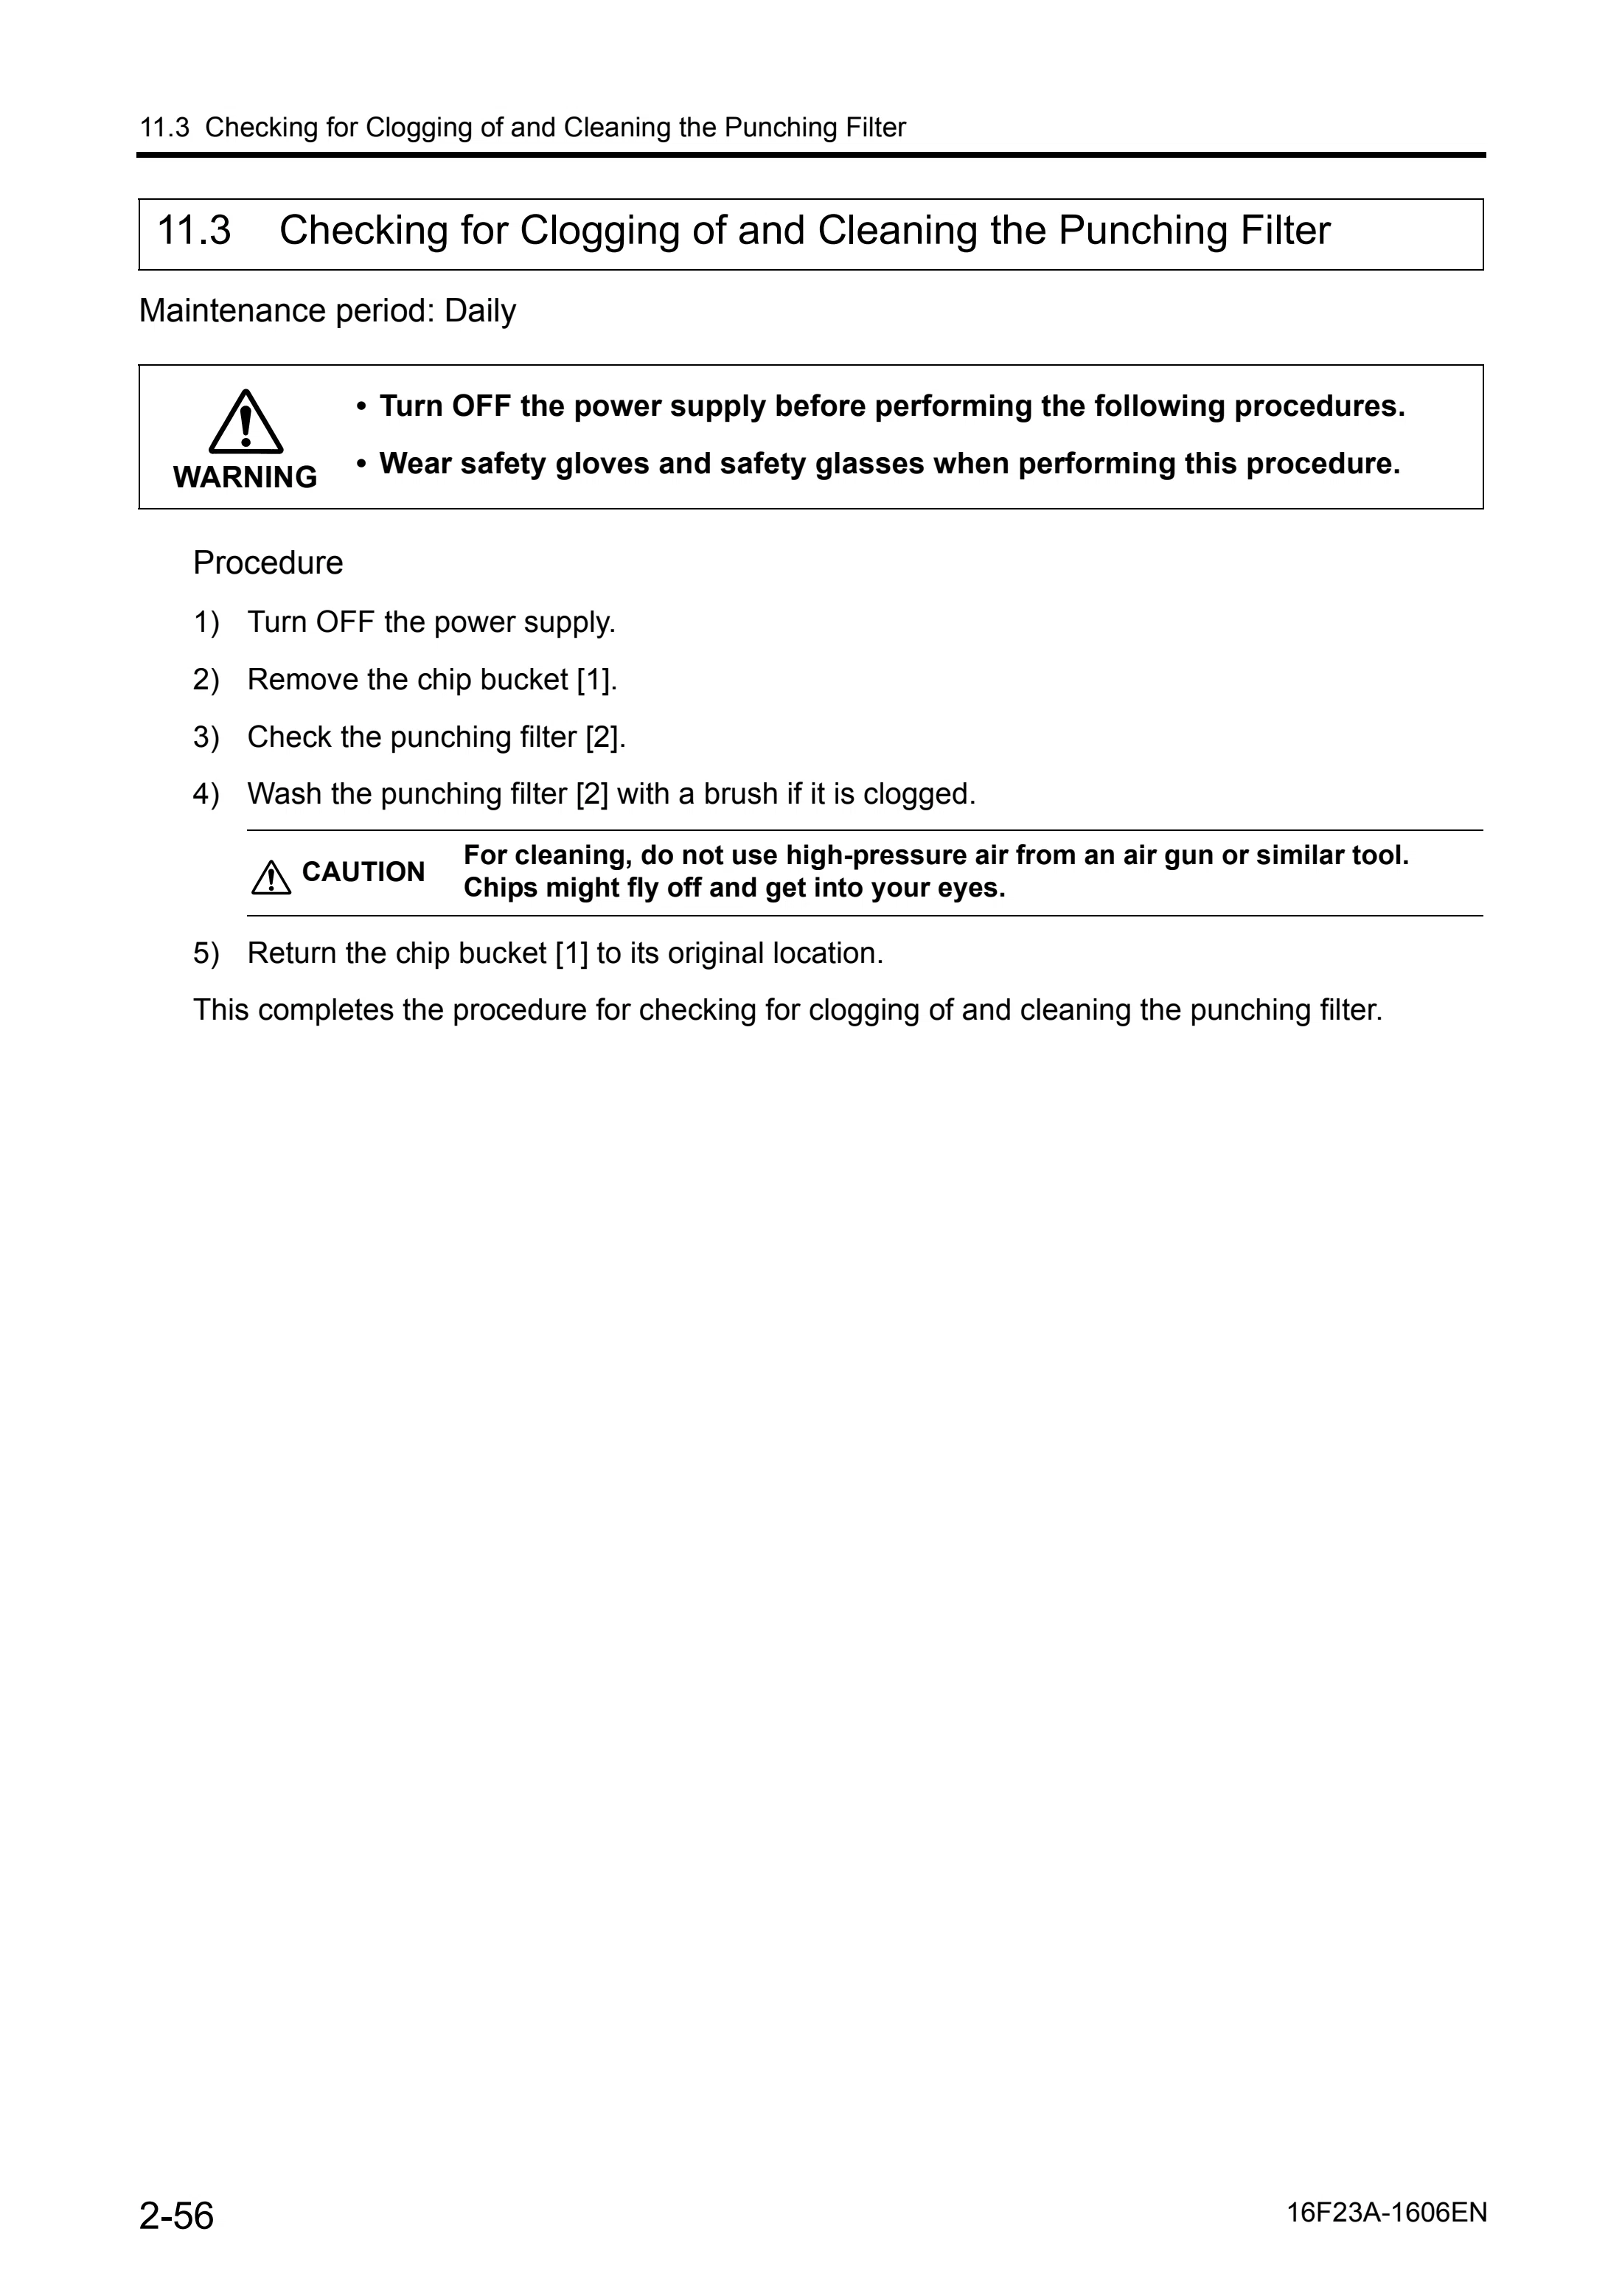 11.3 Checking for Clogging of and Cleaning the Punching Filter
11.3 Checking for Clogging of and Cleaning the Punching Filter
Maintenance period: Daily
WARNING
• Turn OFF the power supply before performing the following procedures.
• Wear safety gloves and safety glasses when performing this procedure.
Procedure
1) Turn OFF the power supply.
2) Remove the chip bucket [1].
3) Check the punching filter [2].
4) Wash the punching filter [2] with a brush if it is clogged.
CAUTION
For cleaning, do not use high-pressure air from an air gun or similar tool.
Chips might fly off and get into your eyes.
5) Return the chip bucket [1] to its original location.
This completes the procedure for checking for clogging of and cleaning the punching filter.
2-56
16F23A-1606EN